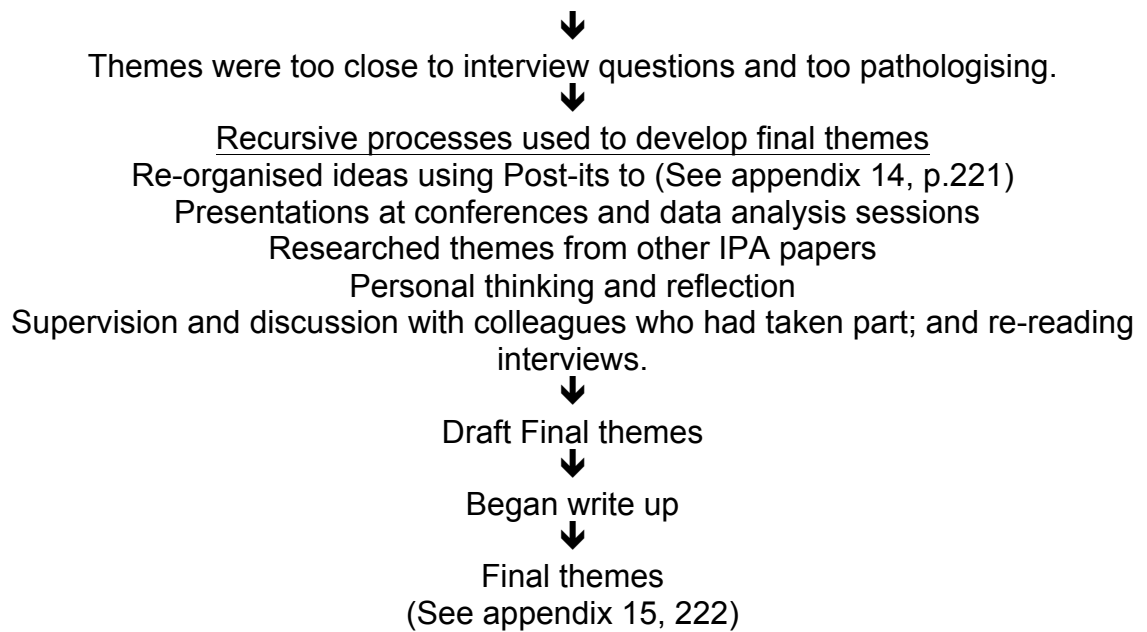 Themes were too close to interview questions and too pathologising.
Recursive processes used to develop final themes
Re-organised ideas using Post-its to (See appendix 14, p.221)
Presentations at conferences and data analysis sessions
Researched themes from other IPA papers
Personal thinking and reflection
Supervision and discussion with colleagues who had taken part; and re-reading
interviews.
Draft Final themes
Began write up
Final themes
(See appendix 15, 222)